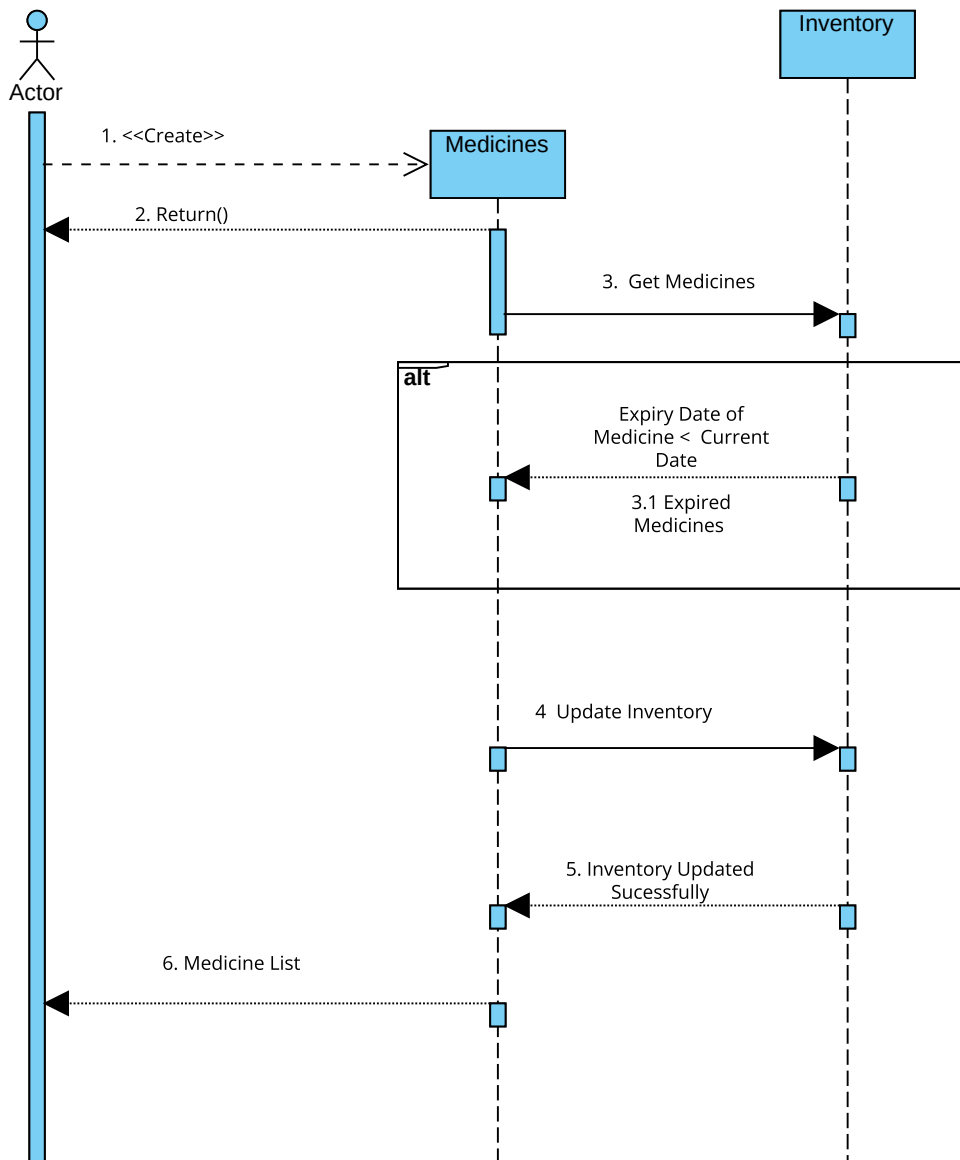 Inventory
Actor
1. <<Create>>
Medicines
2. Return()
3.  Get Medicines
alt
Expiry Date of
Medicine <  Current
Date
3.1 Expired
Medicines
4  Update Inventory
5. Inventory Updated
Sucessfully
6. Medicine List